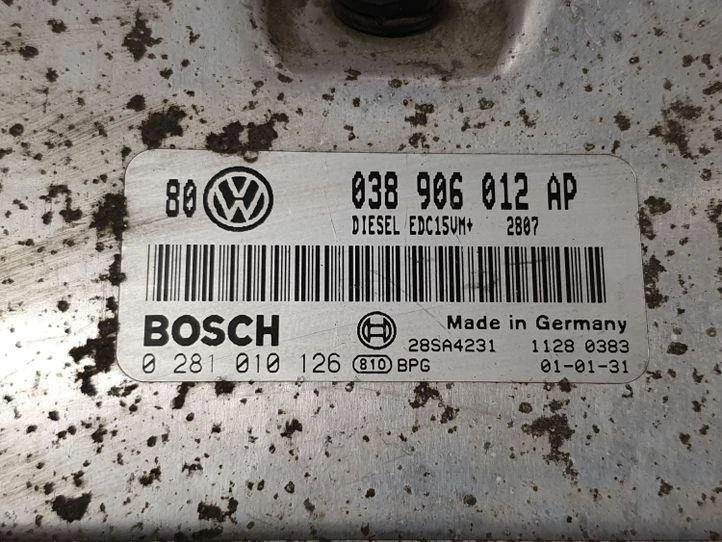 80 VW 038 906 012 AP
DIESEL EDC15VM+ 2807
BOSCH Made in Germany
28SA4231 1128 0383
0 281 010 126 810 BPG 01-01-31